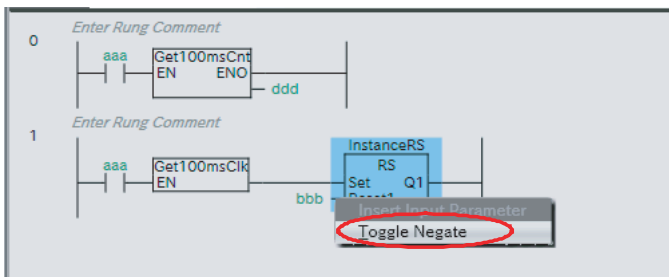 Enter Rung Comment
0
aaa
Get100msCnt
EN ENO
ddd
Enter Rung Comment
1
InstanceRS
aaa
Get100msClk
RS
EN
Set Q1
bbb
Reset1
Insert Input Parameter
Toggle Negate